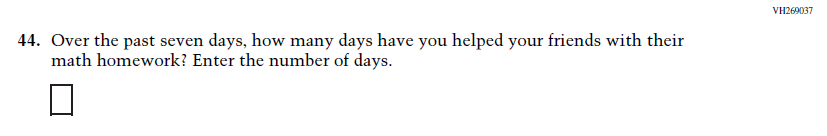 VH269037
44. Over the past seven days, how many days have you helped your friends with their
math homework? Enter the number of days.